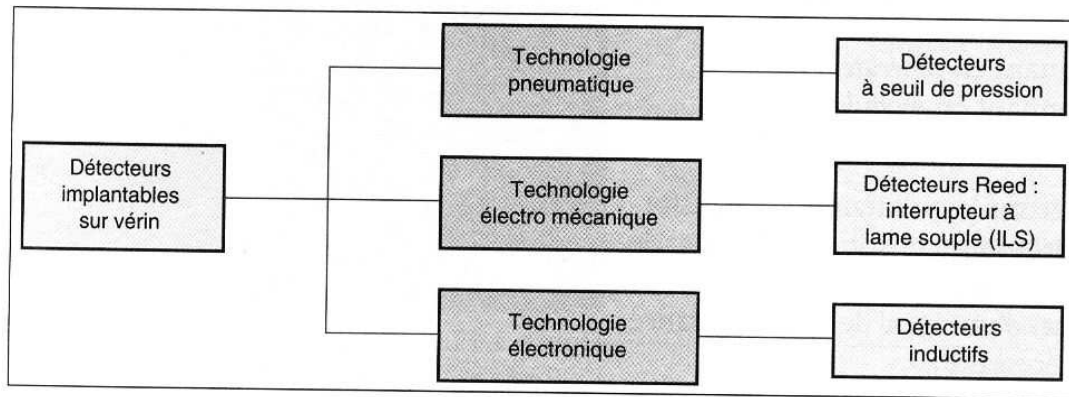 Détecteurs
implantables
sur vérin
Technologie
pneumatique
Détecteurs
à seuil de pression
Technologie
électro mécanique
Détecteurs Reed :
interrupteur à
lame souple (ILS)
Technologie
électronique
Détecteurs
inductifs